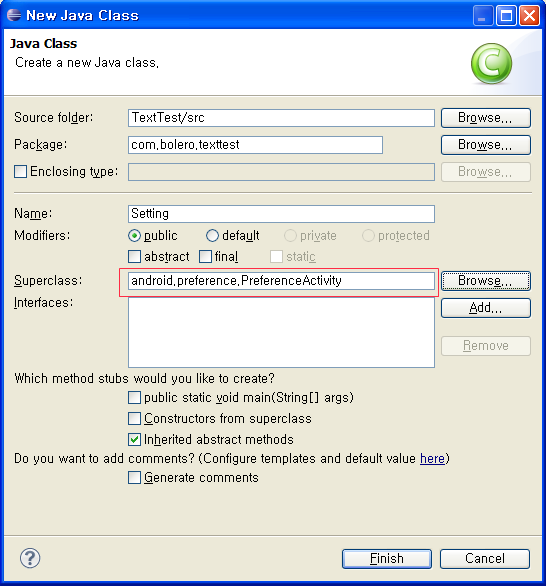 New Java Class
Java Class
Create a new Java class.
Source folder: TextTest/src Browse...
Package: com.bolero.texttest Browse...
Enclosing type: Browse...
Name: Setting
Modifiers: public default private protected
abstract final static
Superclass: android.preference.PreferenceActivity Browse...
Interfaces: Add...
Remove
Which method stubs would you like to create?
public static void main(String[] args)
Constructors from superclass
Inherited abstract methods
Do you want to add comments? (Configure templates and default value here)
Generate comments
? Finish Cancel